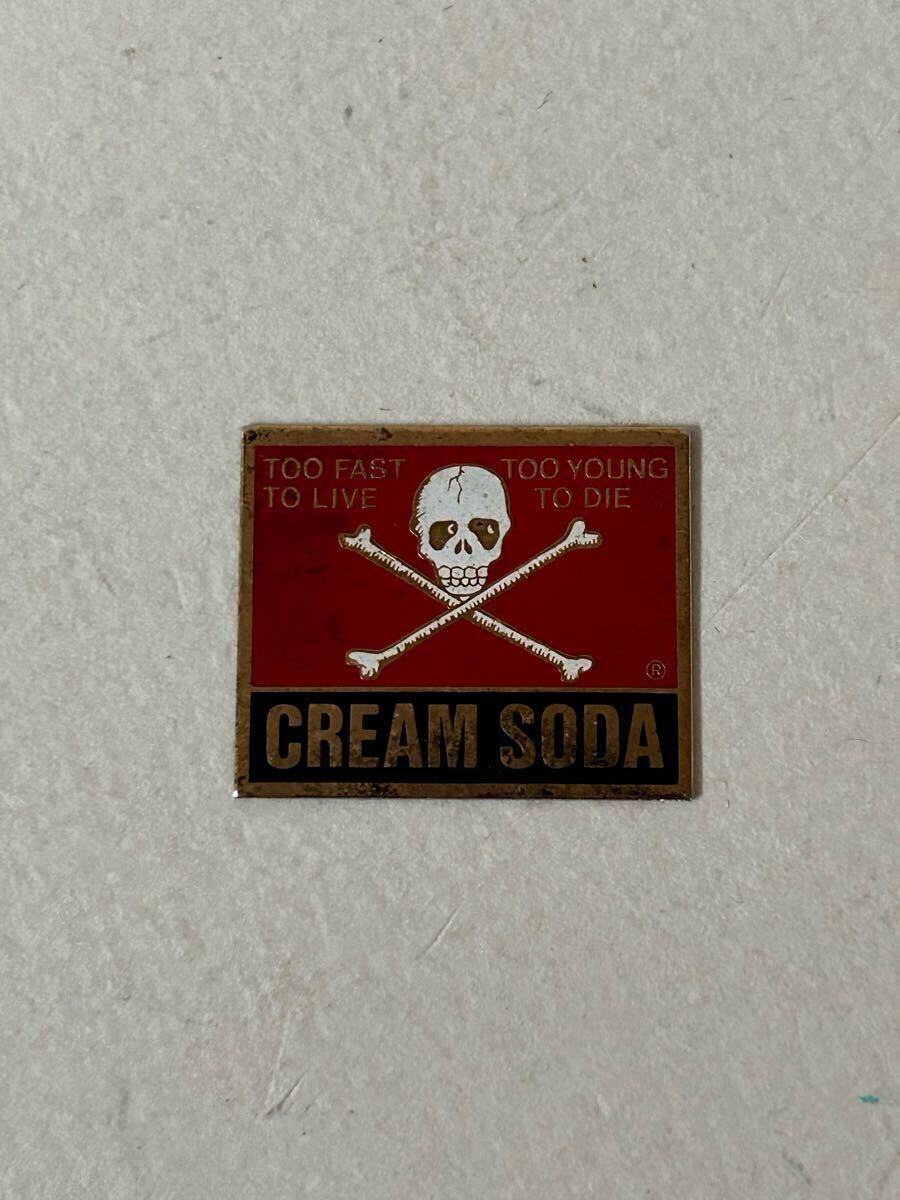 TOO FAST TOO YOUNG
TO LIVE TO DIE
®
CREAM SODA